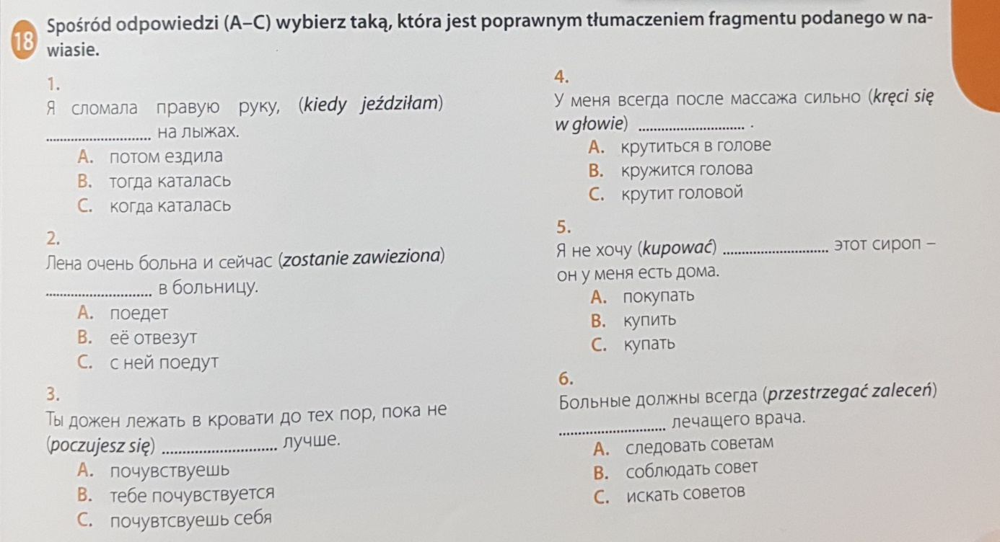 18
Spośród odpowiedzi (A–C) wybierz taką, która jest poprawnym tłumaczeniem fragmentu podanego w na-
wiasie.
1.
Я сломала правую руку, (kiedy jeździłam)
........................ на лыжах.
A. потом ездила
B. тогда каталась
C. когда каталась
2.
Лена очень больна и сейчас (zostanie zawieziona)
........................ в больницу.
A. поедет
B. её отвезут
C. с ней поедут
3.
Ты дожен лежать в кровати до тех пор, пока не
(poczujesz się) ........................ лучше.
A. почувствуешь
B. тебе почувствуется
C. почувтсвуешь себя
4.
У меня всегда после массажа сильно (kręci się
w głowie) ........................ .
A. крутиться в голове
B. кружится голова
C. крутит головой
5.
Я не хочу (kupować) ........................ этот сироп –
он у меня есть дома.
A. покупать
B. купить
C. купать
6.
Больные должны всегда (przestrzegać zaleceń)
........................ лечащего врача.
A. следовать советам
B. соблюдать совет
C. искать советов